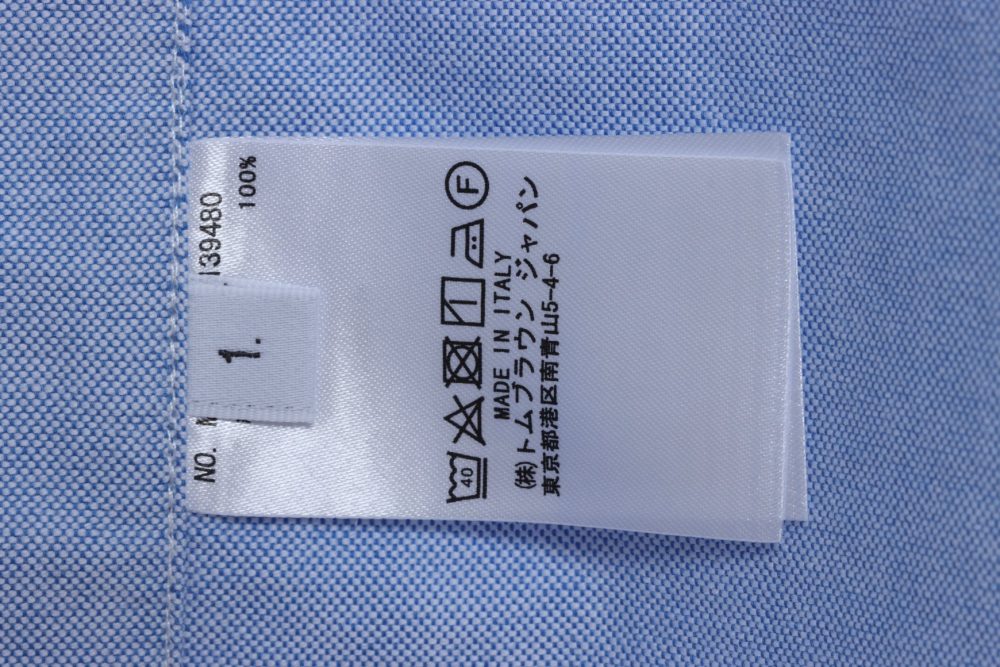 NO.
139480
100%
1.
40
F
MADE IN ITALY
(株)トムブラウン ジャパン
東京都港区南青山5-4-6